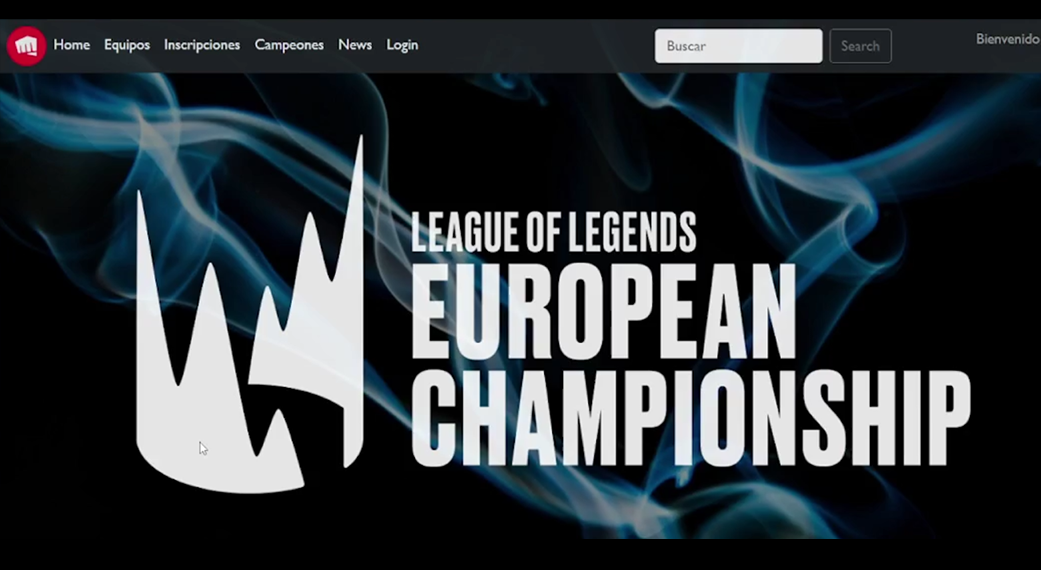 Home Equipos Inscripciones Campeones News Login Buscar Search Bienvenido
LEAGUE OF LEGENDS
EUROPEAN
CHAMPIONSHIP